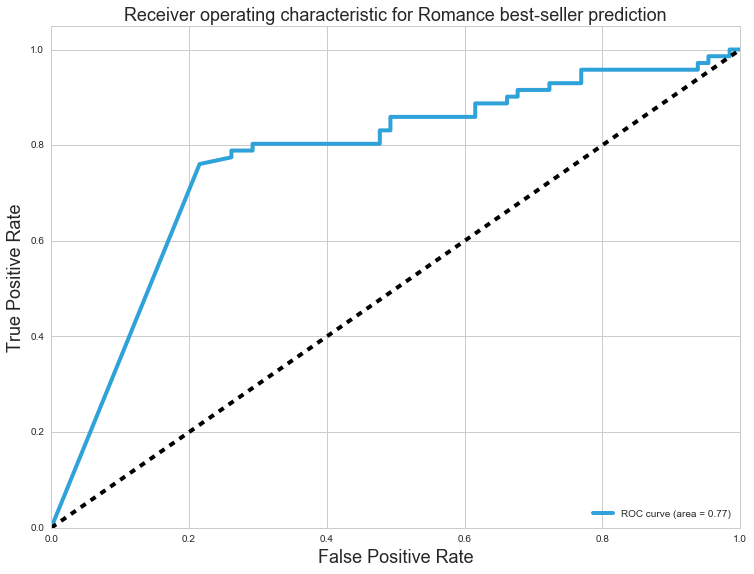 Receiver operating characteristic for Romance best-seller prediction
1.0
0.8
0.6
0.4
0.2
0.0
True Positive Rate
ROC curve (area = 0.77)
0.0 0.2 0.4 0.6 0.8 1.0
False Positive Rate